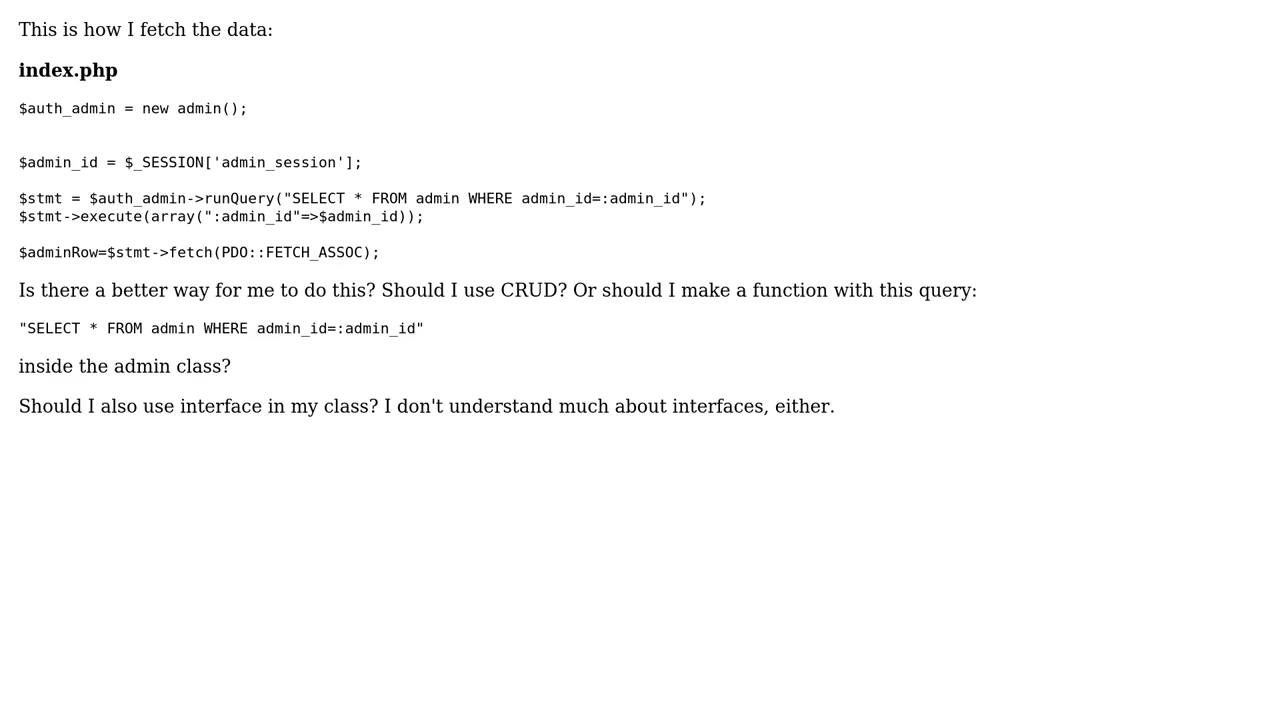 This is how I fetch the data:
index.php
$auth_admin = new admin();
$admin_id = $_SESSION['admin_session'];
$stmt = $auth_admin->runQuery("SELECT * FROM admin WHERE admin_id=:admin_id");
$stmt->execute(array(":admin_id"=>$admin_id));
$adminRow=$stmt->fetch(PDO::FETCH_ASSOC);
Is there a better way for me to do this? Should I use CRUD? Or should I make a function with this query:
"SELECT * FROM admin WHERE admin_id=:admin_id"
inside the admin class?
Should I also use interface in my class? I don't understand much about interfaces, either.